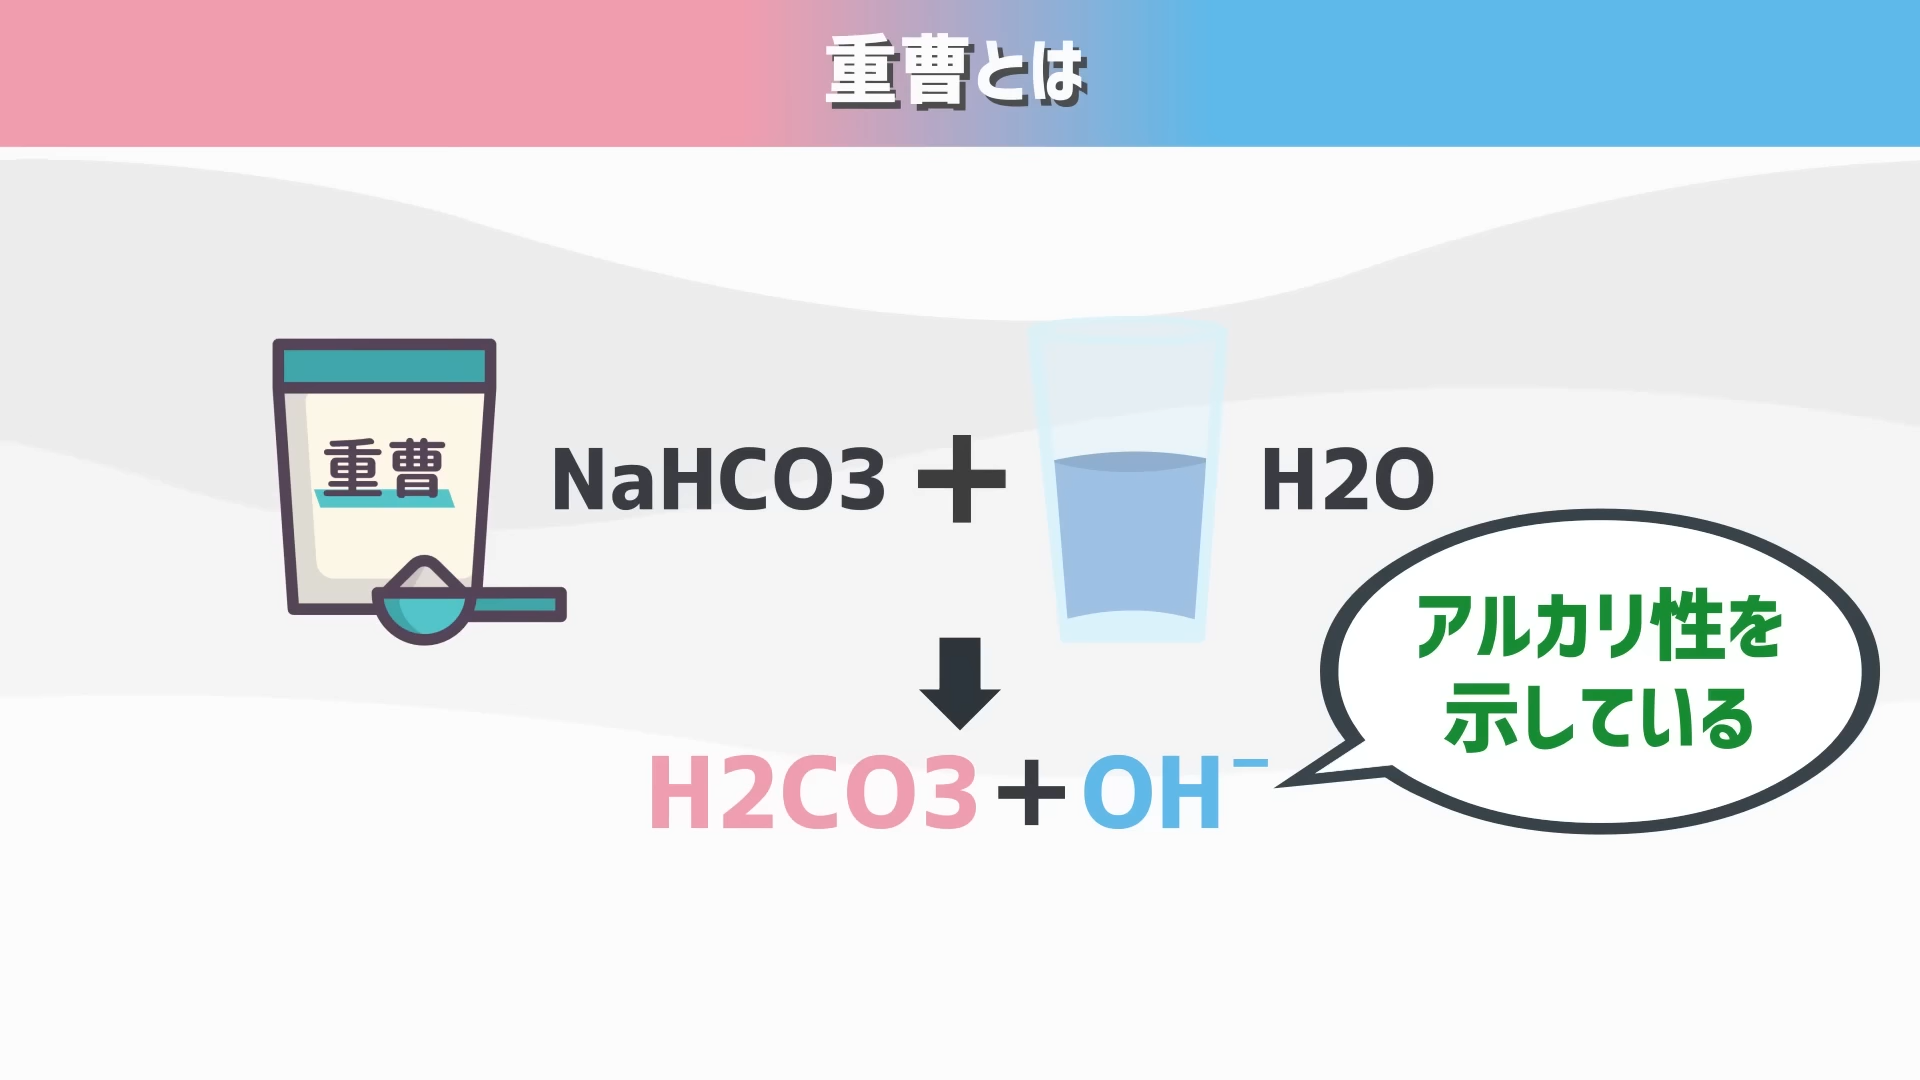 重曹とは
重曹
NaHCO3 + H2O
H2CO3+OH⁻
アルカリ性を
示している